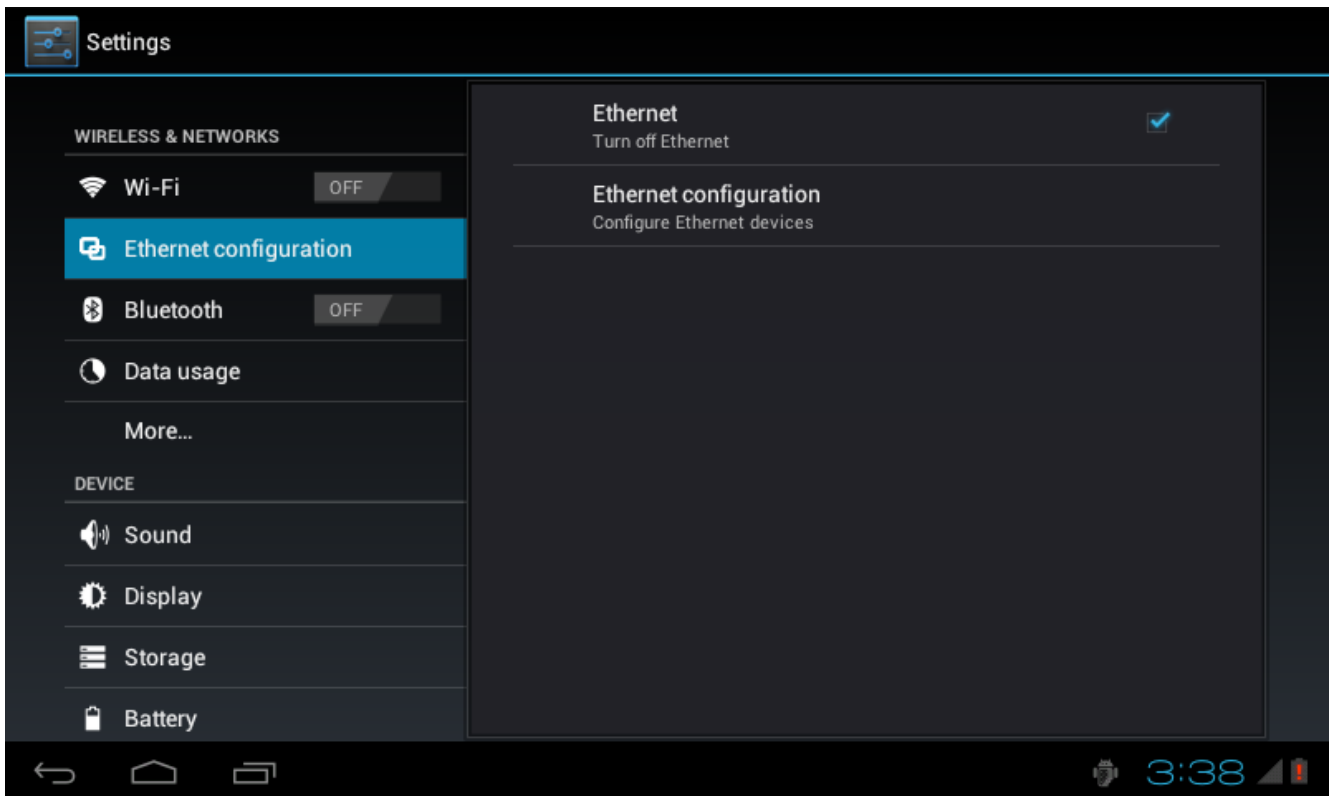 Settings
WIRELESS & NETWORKS
Wi-Fi OFF
Ethernet configuration
Bluetooth OFF
Data usage
More...
DEVICE
Sound
Display
Storage
Battery
Ethernet
Turn off Ethernet
Ethernet configuration
Configure Ethernet devices
3:38